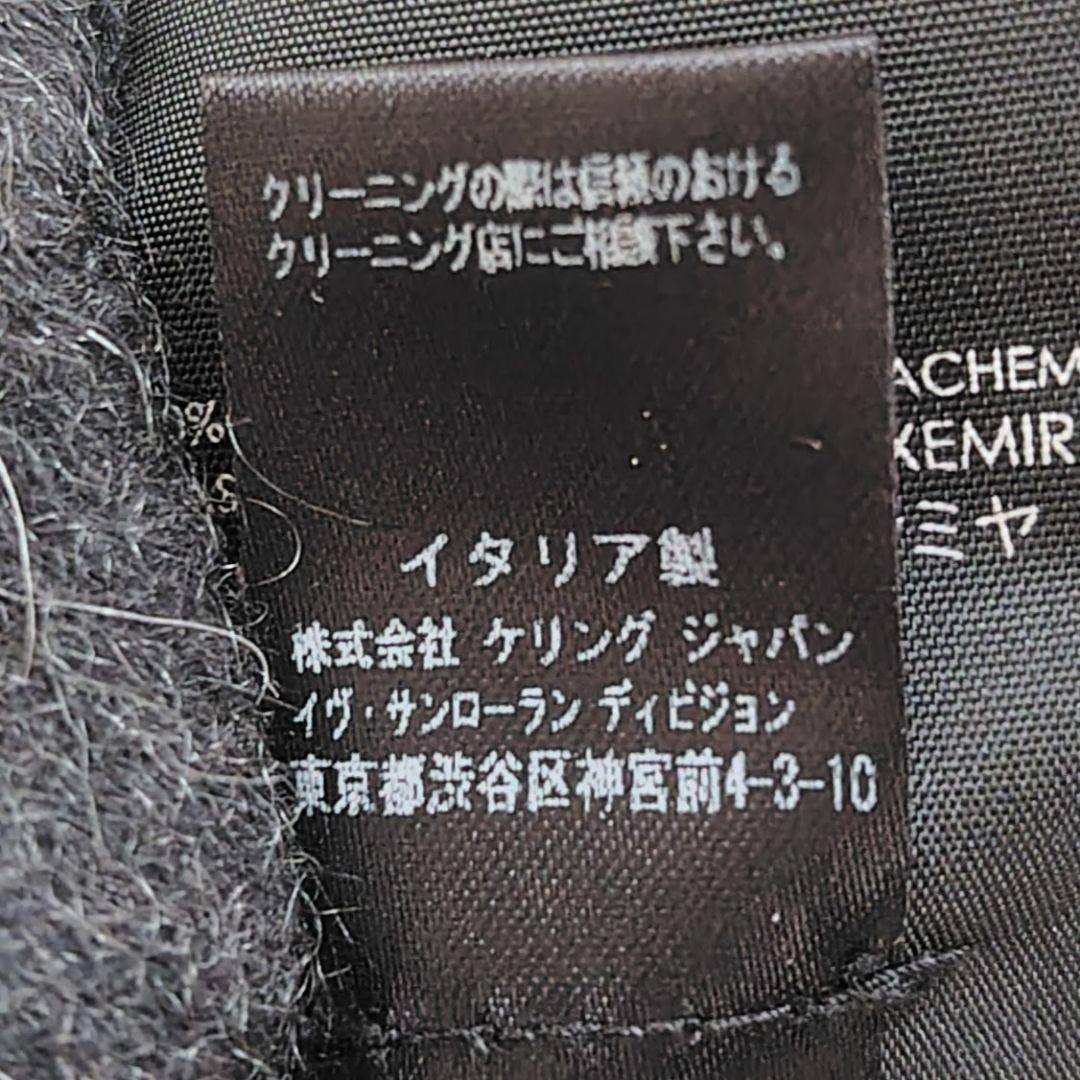 クリーニングの際は信頼のおける
クリーニング店にご相談下さい。
ACHEM
%
KEMIR
S
ミヤ
イタリア製
株式会社 ケリング ジャパン
イヴ・サンローラン ディビジョン
東京都渋谷区神宮前4-3-10